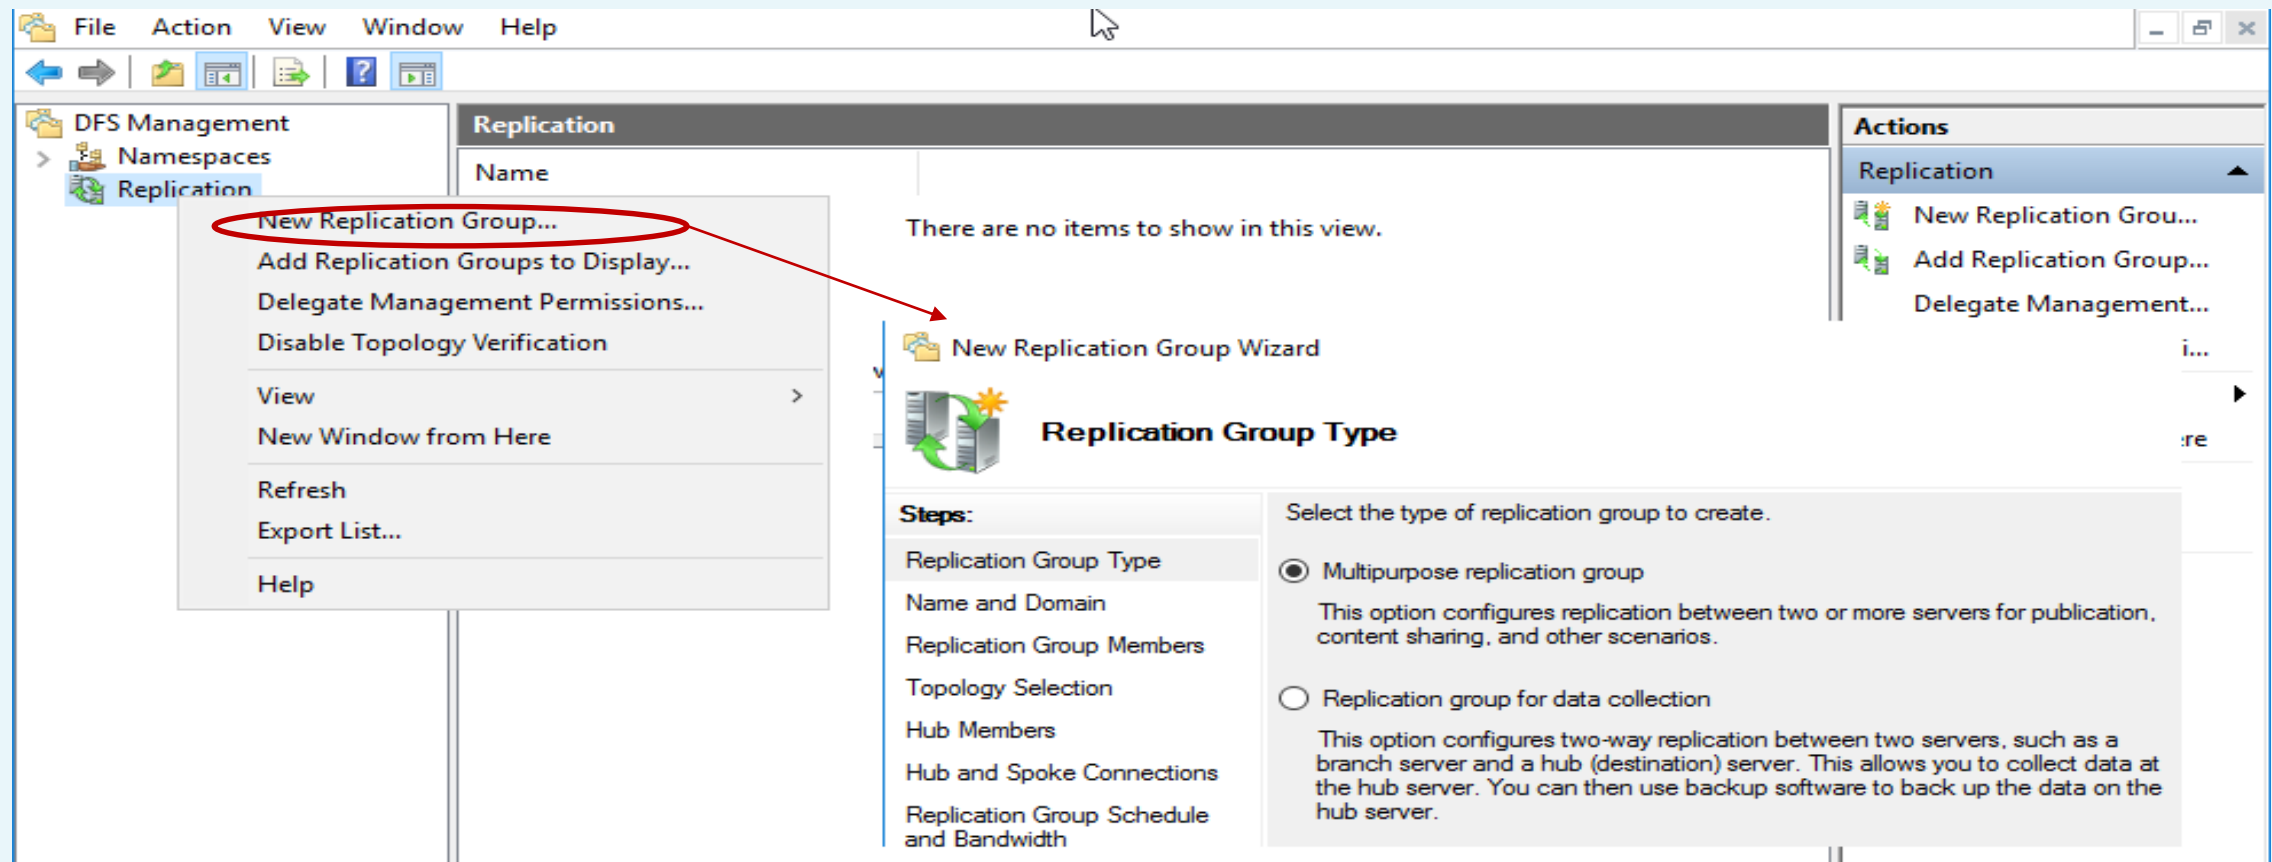 File Action View Window Help
DFS Management
Namespaces
Replication
Replication
Name
There are no items to show in this view.
Actions
Replication
New Replication Grou...
Add Replication Group...
Delegate Management...
i...
re
New Replication Group...
Add Replication Groups to Display...
Delegate Management Permissions...
Disable Topology Verification
View
New Window from Here
Refresh
Export List...
Help
New Replication Group Wizard
Replication Group Type
Steps:
Replication Group Type
Name and Domain
Replication Group Members
Topology Selection
Hub Members
Hub and Spoke Connections
Replication Group Schedule
and Bandwidth
Select the type of replication group to create.
Multipurpose replication group
This option configures replication between two or more servers for publication,
content sharing, and other scenarios.
Replication group for data collection
This option configures two-way replication between two servers, such as a
branch server and a hub (destination) server. This allows you to collect data at
the hub server. You can then use backup software to back up the data on the
hub server.